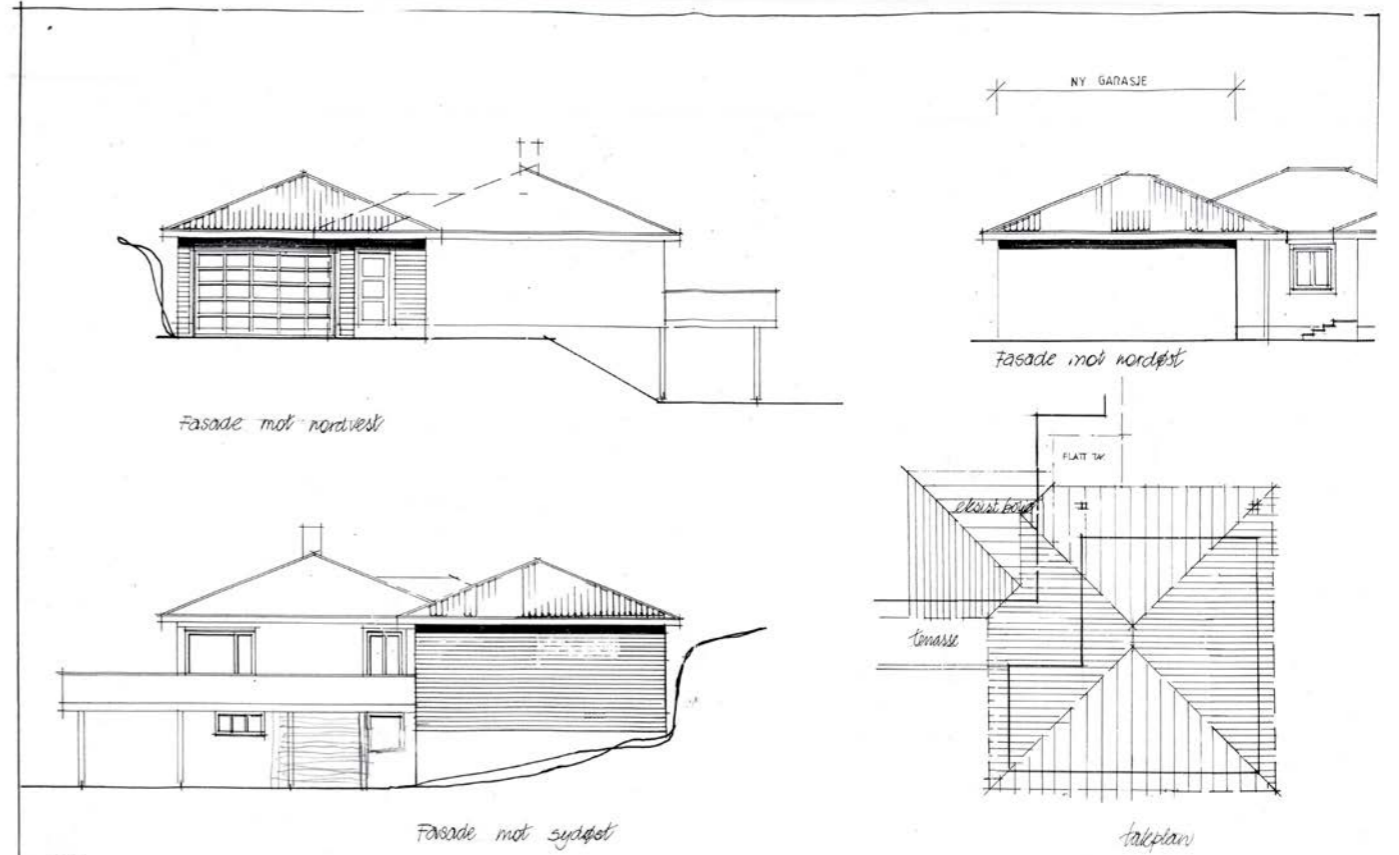 NY GARASJE
Fasade mot nordvest
Fasade mot nordøst
FLATT TAK
eksist bolig
terrasse
Fasade mot sydøst
takplan